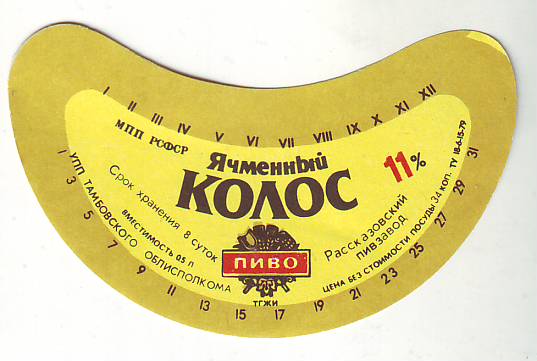 I II III IV V VI VII VIII IX X XI XII
МПП РСФСР
Ячменный
КОЛОС
11%
Срок хранения 8 суток
вместимость 0,5 л
УПП ТАМБОВСКОГО ОБЛИСПОЛКОМА
ПИВО
ТГЖИ
Рассказовский
ПИВЗАВОД
ЦЕНА БЕЗ СТОИМОСТИ ПОСУДЫ 34 КОП. ТУ 18-6-15-79
1 3 5 7 9 11 13 15 17 19 21 23 25 27 29 31